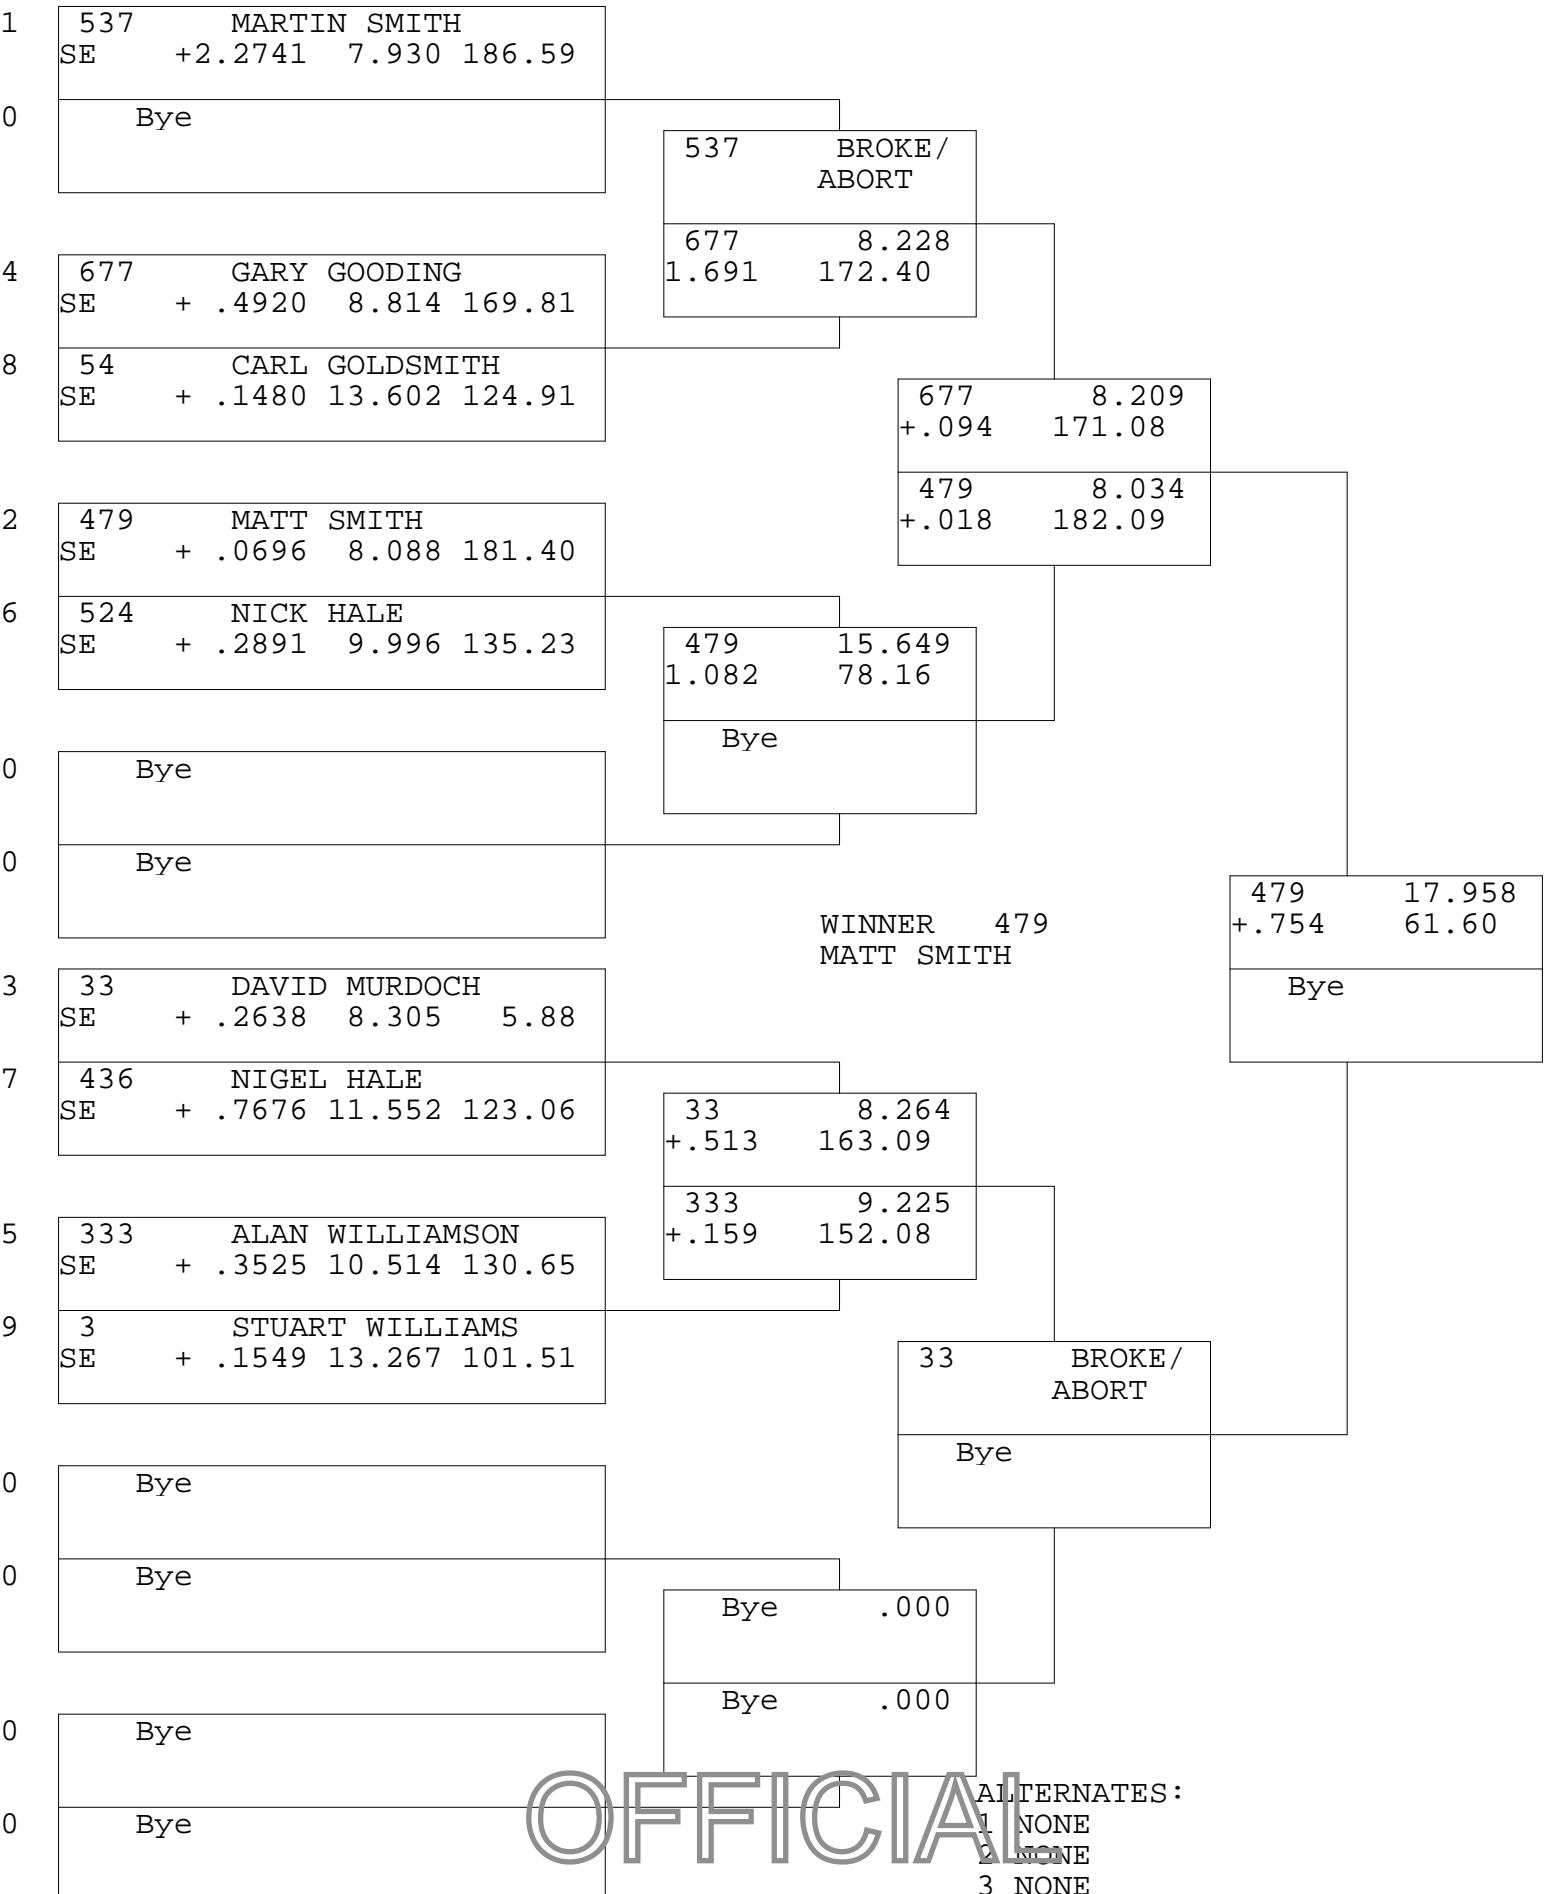 1 537 MARTIN SMITH
SE +2.2741 7.930 186.59
0 Bye
4 677 GARY GOODING
SE + .4920 8.814 169.81
8 54 CARL GOLDSMITH
SE + .1480 13.602 124.91
2 479 MATT SMITH
SE + .0696 8.088 181.40
6 524 NICK HALE
SE + .2891 9.996 135.23
0 Bye
0 Bye
3 33 DAVID MURDOCH
SE + .2638 8.305 5.88
7 436 NIGEL HALE
SE + .7676 11.552 123.06
5 333 ALAN WILLIAMSON
SE + .3525 10.514 130.65
9 3 STUART WILLIAMS
SE + .1549 13.267 101.51
0 Bye
0 Bye
0 Bye
0 Bye
537 BROKE/
ABORT
677 8.228
1.691 172.40
479 15.649
1.082 78.16
Bye
33 8.264
+.513 163.09
333 9.225
+.159 152.08
Bye .000
Bye .000
677 8.209
+.094 171.08
479 8.034
+.018 182.09
WINNER 479
MATT SMITH
33 BROKE/
ABORT
Bye
479 17.958
+.754 61.60
Bye
OFFICIAL
ALTERNATES:
1 NONE
2 NONE
3 NONE